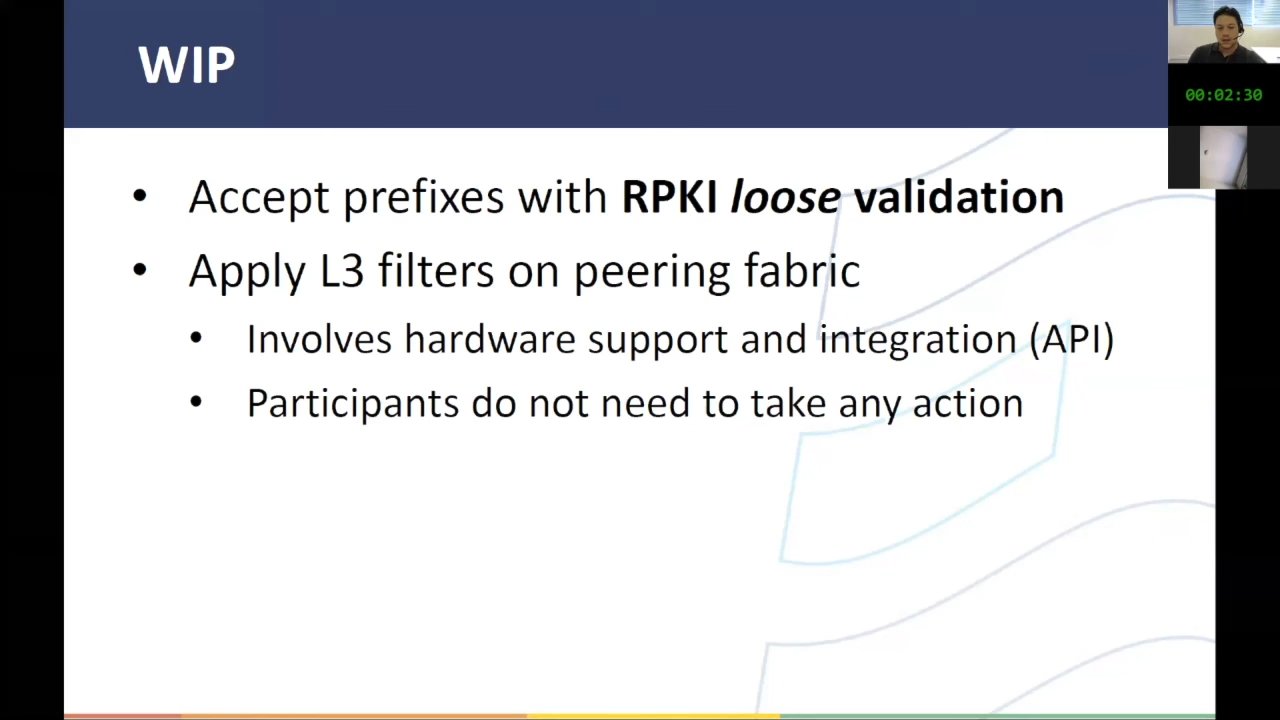 WIP
00:02:30
• Accept prefixes with RPKI loose validation
• Apply L3 filters on peering fabric
• Involves hardware support and integration (API)
• Participants do not need to take any action